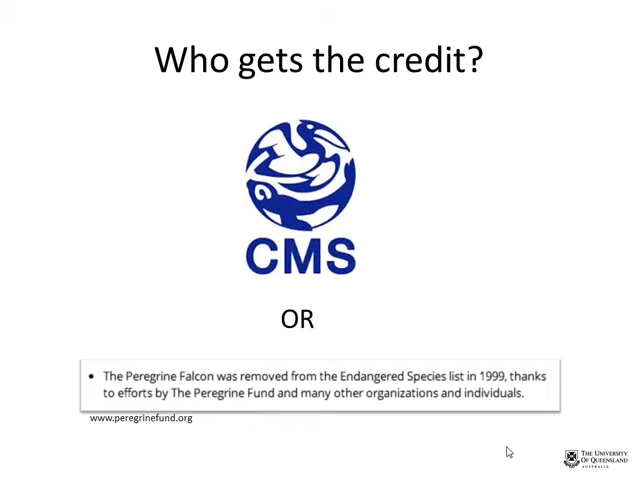 Who gets the credit?
CMS
OR
• The Peregrine Falcon was removed from the Endangered Species list in 1999, thanks
to efforts by The Peregrine Fund and many other organizations and individuals.
www.peregrinefund.org
THE UNIVERSITY
OF QUEENSLAND
AUSTRALIA